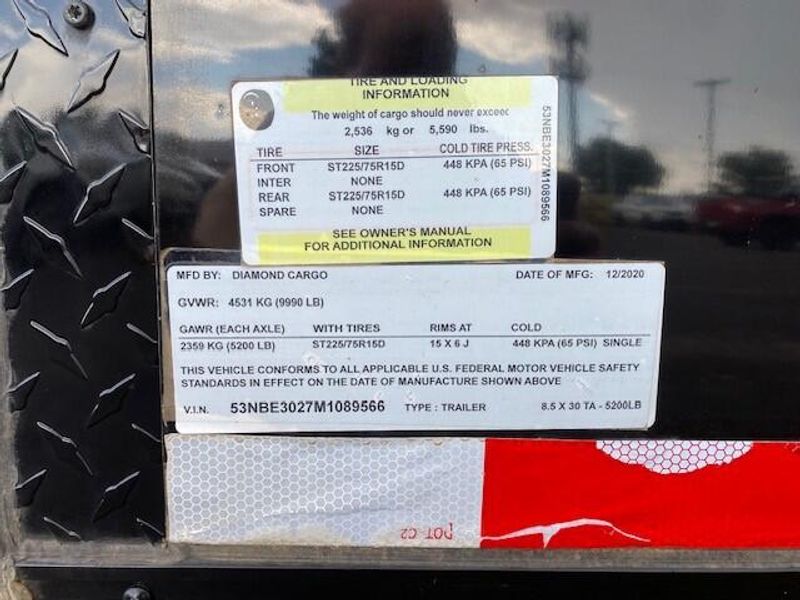 TIRE AND LOADING
INFORMATION
The weight of cargo should never exceed
2,536 kg or 5,590 lbs.
TIRE SIZE COLD TIRE PRESS.
FRONT ST225/75R15D 448 KPA (65 PSI)
INTER NONE
REAR ST225/75R15D 448 KPA (65 PSI)
SPARE NONE
SEE OWNER'S MANUAL
FOR ADDITIONAL INFORMATION
53NBE3027M1089566
MFD BY: DIAMOND CARGO DATE OF MFG: 12/2020
GVWR: 4531 KG (9990 LB)
GAWR (EACH AXLE) WITH TIRES RIMS AT COLD
2359 KG (5200 LB) ST225/75R15D 15 X 6 J 448 KPA (65 PSI) SINGLE
THIS VEHICLE CONFORMS TO ALL APPLICABLE U.S. FEDERAL MOTOR VEHICLE SAFETY
STANDARDS IN EFFECT ON THE DATE OF MANUFACTURE SHOWN ABOVE
V.I.N. 53NBE3027M1089566 TYPE : TRAILER 8.5 X 30 TA - 5200LB
DOT-C2